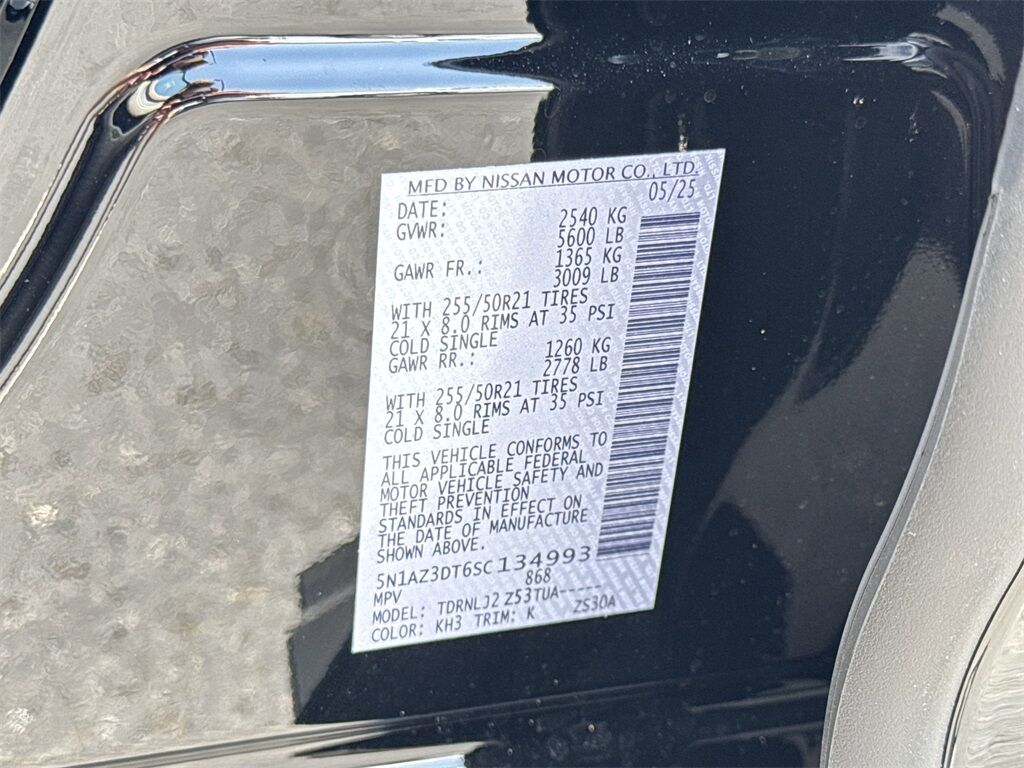 MFD BY NISSAN MOTOR CO., LTD.
DATE: 05/25
GVWR: 2540 KG
5600 LB
GAWR FR.: 1365 KG
3009 LB
WITH 255/50R21 TIRES
21 X 8.0 RIMS AT 35 PSI
COLD SINGLE
GAWR RR.: 1260 KG
2778 LB
WITH 255/50R21 TIRES
21 X 8.0 RIMS AT 35 PSI
COLD SINGLE
THIS VEHICLE CONFORMS TO
ALL APPLICABLE FEDERAL
MOTOR VEHICLE SAFETY AND
THEFT PREVENTION
STANDARDS IN EFFECT ON
THE DATE OF MANUFACTURE
SHOWN ABOVE.
5N1AZ3DT6SC134993
MPV 868
MODEL: TDRNLJ2 Z53TUA-----
COLOR: KH3 TRIM: K ZS30A